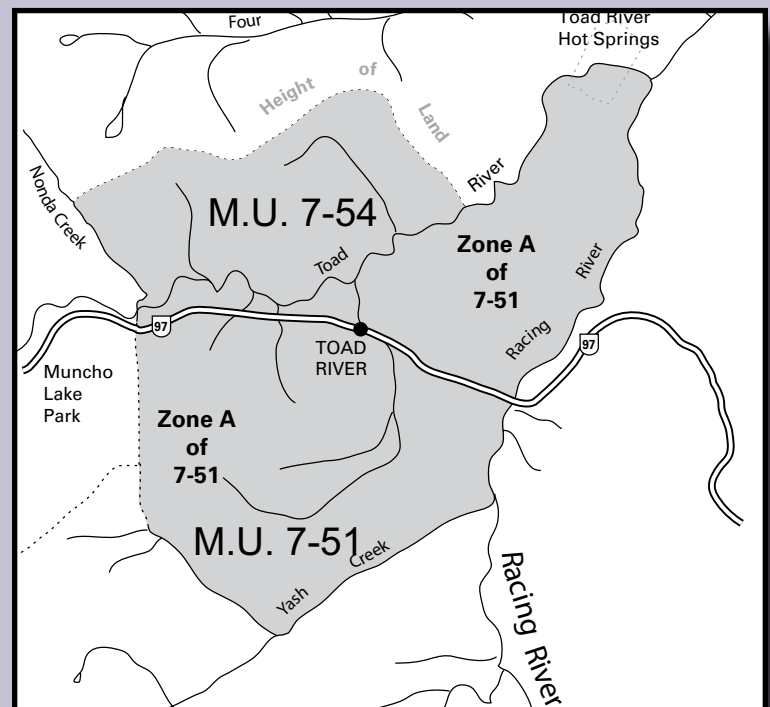 Four
Toad River
Hot Springs
Height of Land
Nonda Creek
River
M.U. 7-54
Toad
Zone A
of
7-51
River
Racing
97
97
TOAD
RIVER
Muncho
Lake
Park
Zone A
of
7-51
M.U. 7-51
Creek
Yash
Racing River